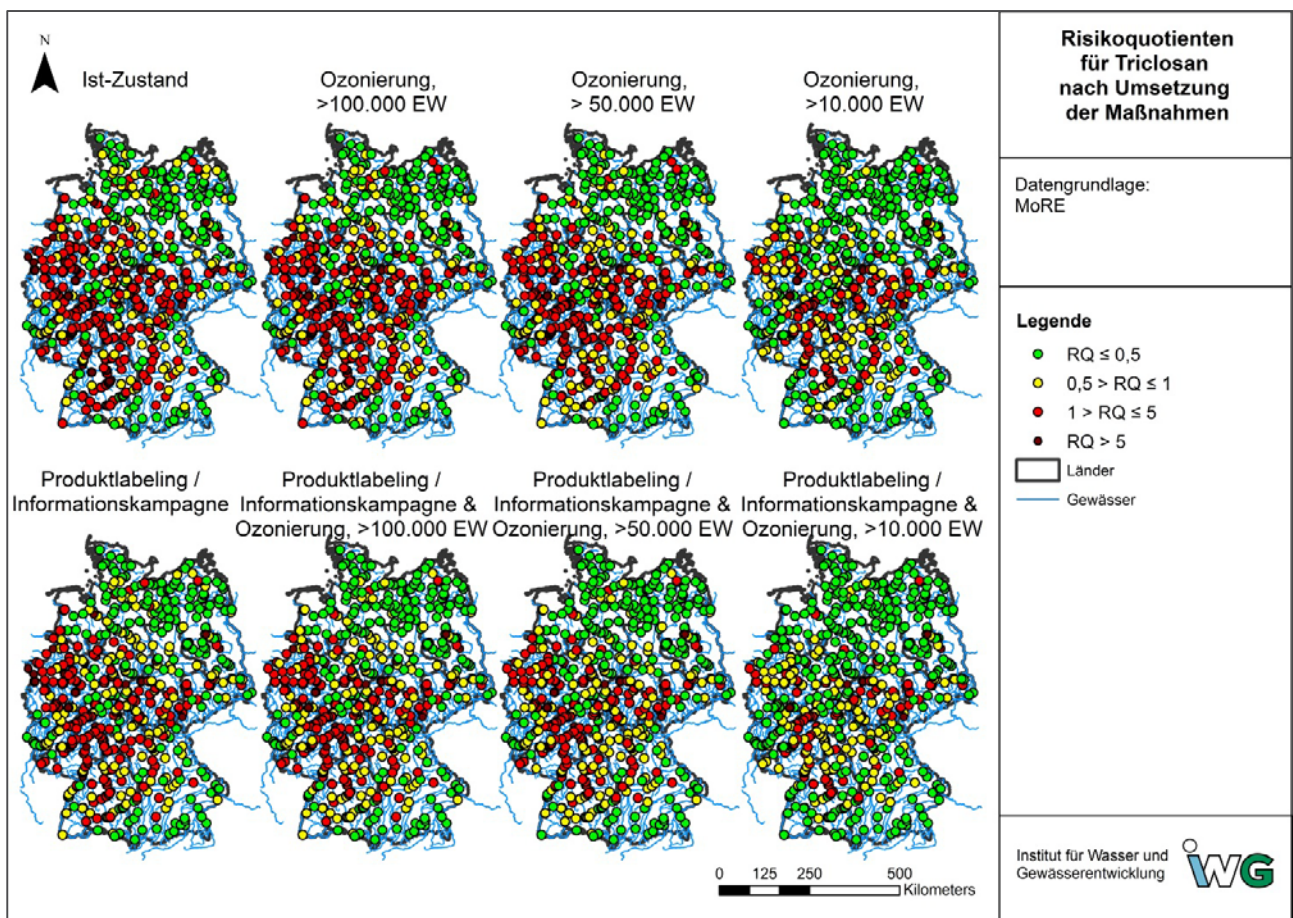 N
Ist-Zustand
Ozonierung,
>100.000 EW
Ozonierung,
> 50.000 EW
Ozonierung,
>10.000 EW
Produktlabeling /
Informationskampagne
Produktlabeling /
Informationskampagne &
Ozonierung, >100.000 EW
Produktlabeling /
Informationskampagne &
Ozonierung, >50.000 EW
Produktlabeling /
Informationskampagne &
Ozonierung, >10.000 EW
0 125 250 500
Kilometers
Risikoquotienten
für Triclosan
nach Umsetzung
der Maßnahmen
Datengrundlage:
MoRE
Legende
RQ ≤ 0,5
0,5 > RQ ≤ 1
1 > RQ ≤ 5
RQ > 5
Länder
Gewässer
Institut für Wasser und
Gewässerentwicklung
iWG